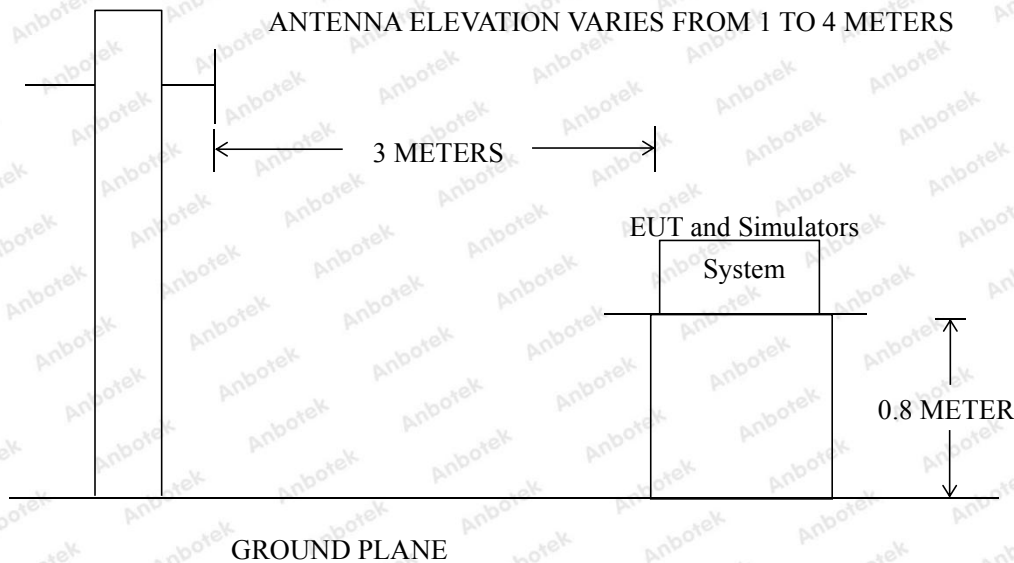 ANTENNA ELEVATION VARIES FROM 1 TO 4 METERS
3 METERS
EUT and Simulators
System
0.8 METER
GROUND PLANE
Anbotek